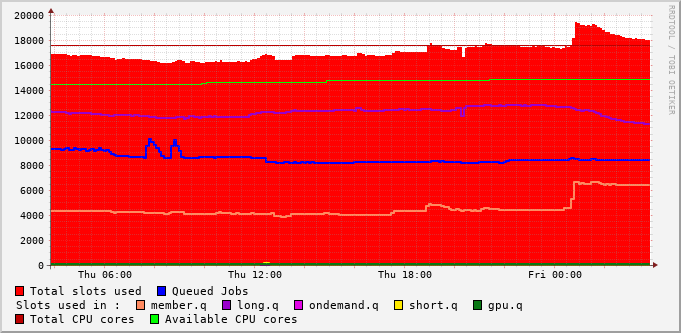 RRDTOOL / TOBI OETIKER
20000
18000
16000
14000
12000
10000
8000
6000
4000
2000
0
Thu 06:00 Thu 12:00 Thu 18:00 Fri 00:00
Total slots used Queued Jobs
Slots used in : member.q long.q ondemand.q short.q gpu.q
Total CPU cores Available CPU cores